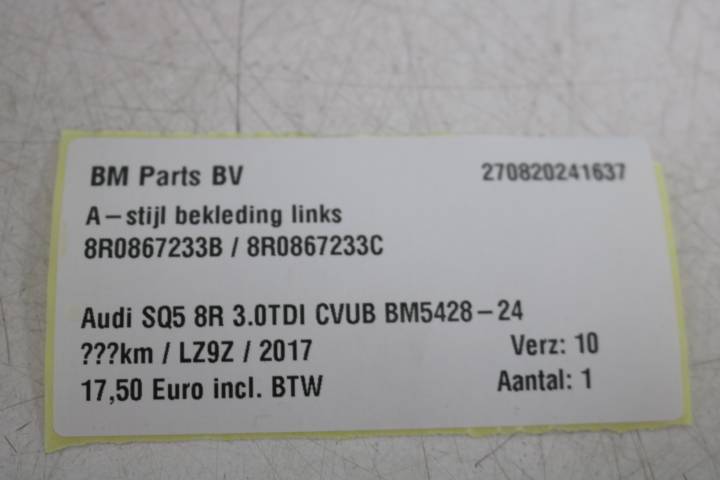 BM Parts BV 270820241637
A-stijl bekleding links
8R0867233B / 8R0867233C
Audi SQ5 8R 3.0TDI CVUB BM5428-24
???km / LZ9Z / 2017 Verz: 10
17,50 Euro incl. BTW Aantal: 1